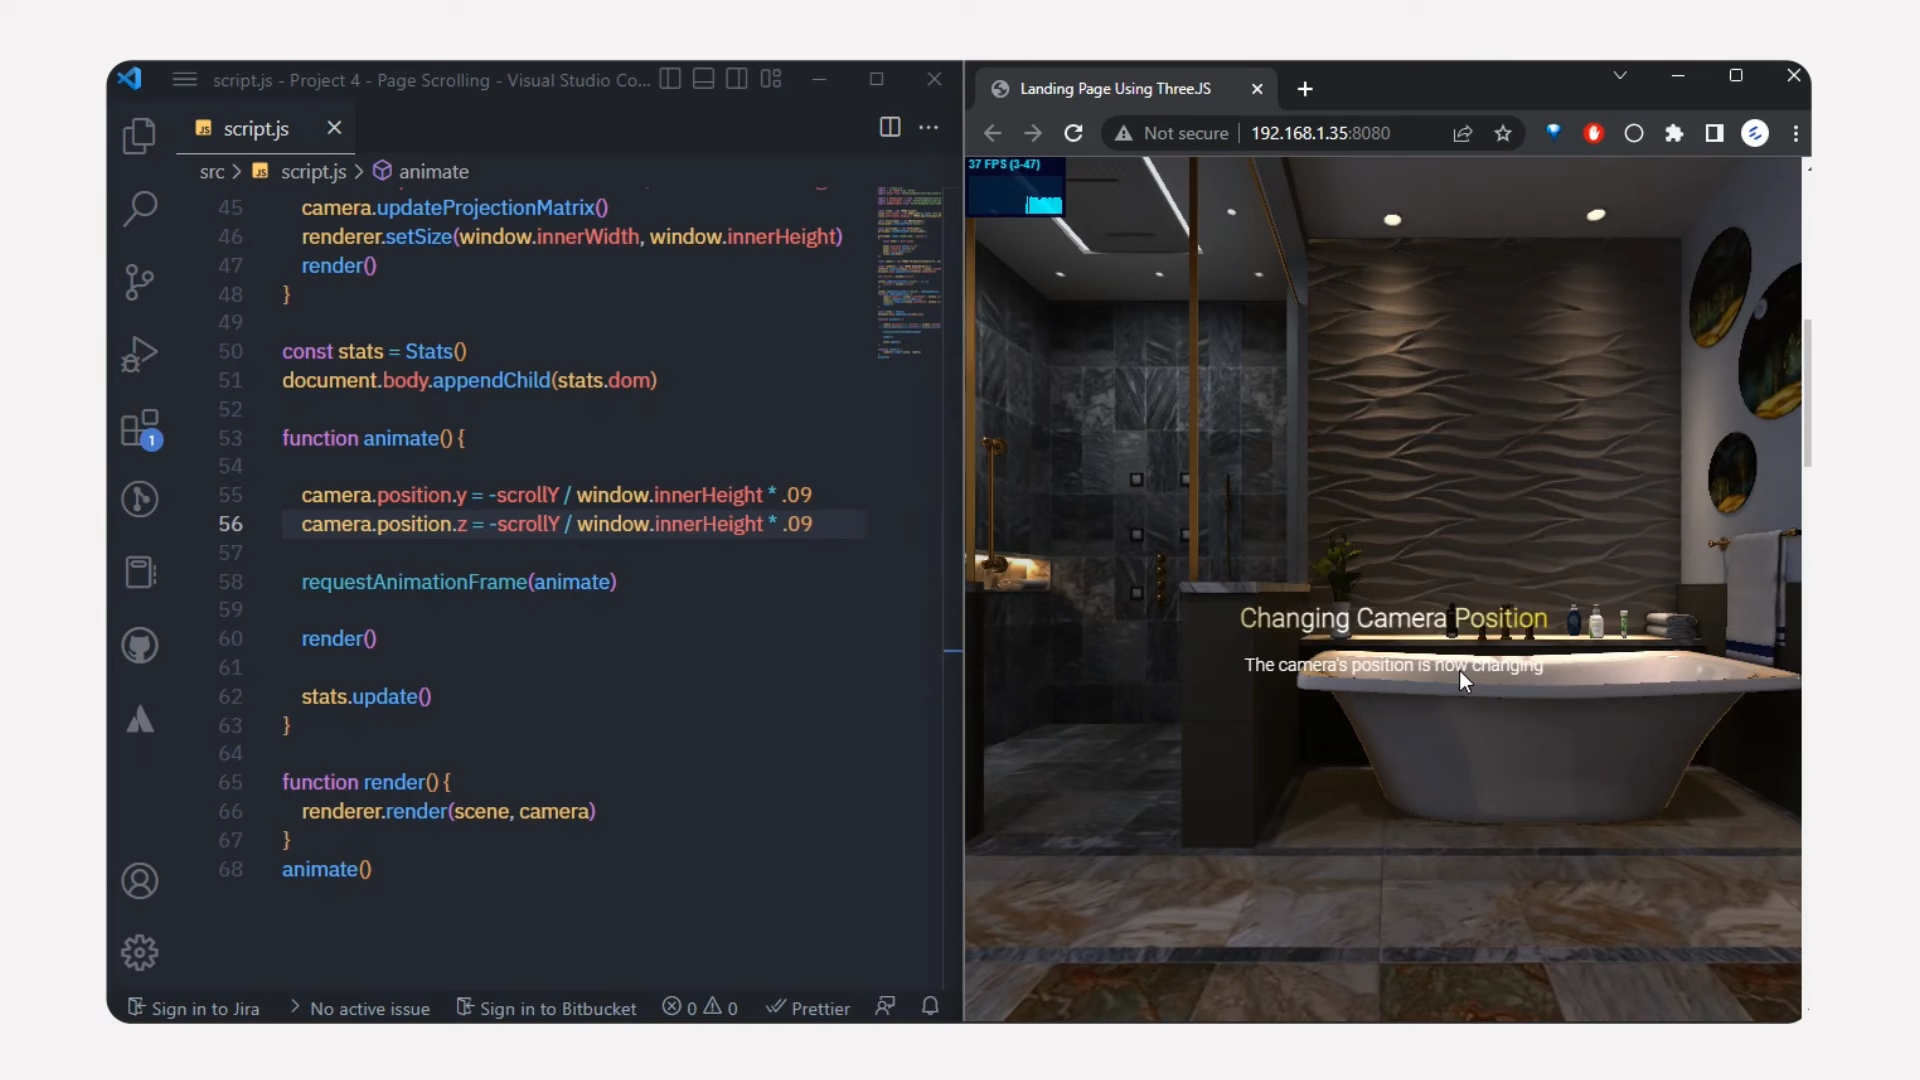 script.js - Project 4 - Page Scrolling - Visual Studio Co...
JS script.js
src > JS script.js > animate
45 camera.updateProjectionMatrix()
46 renderer.setSize(window.innerWidth, window.innerHeight)
47 render()
48 }
49
50 const stats = Stats()
51 document.body.appendChild(stats.dom)
52
53 function animate() {
54
55 camera.position.y = -scrollY / window.innerHeight * .09
56 camera.position.z = -scrollY / window.innerHeight * .09
57
58 requestAnimationFrame(animate)
59
60 render()
61
62 stats.update()
63 }
64
65 function render() {
66 renderer.render(scene, camera)
67 }
68 animate()
1
Sign in to Jira > No active issue Sign in to Bitbucket 0 0 Prettier
Landing Page Using ThreeJS
Not secure 192.168.1.35:8080
37 FPS (3-47)
Changing Camera Position
The camera's position is now changing